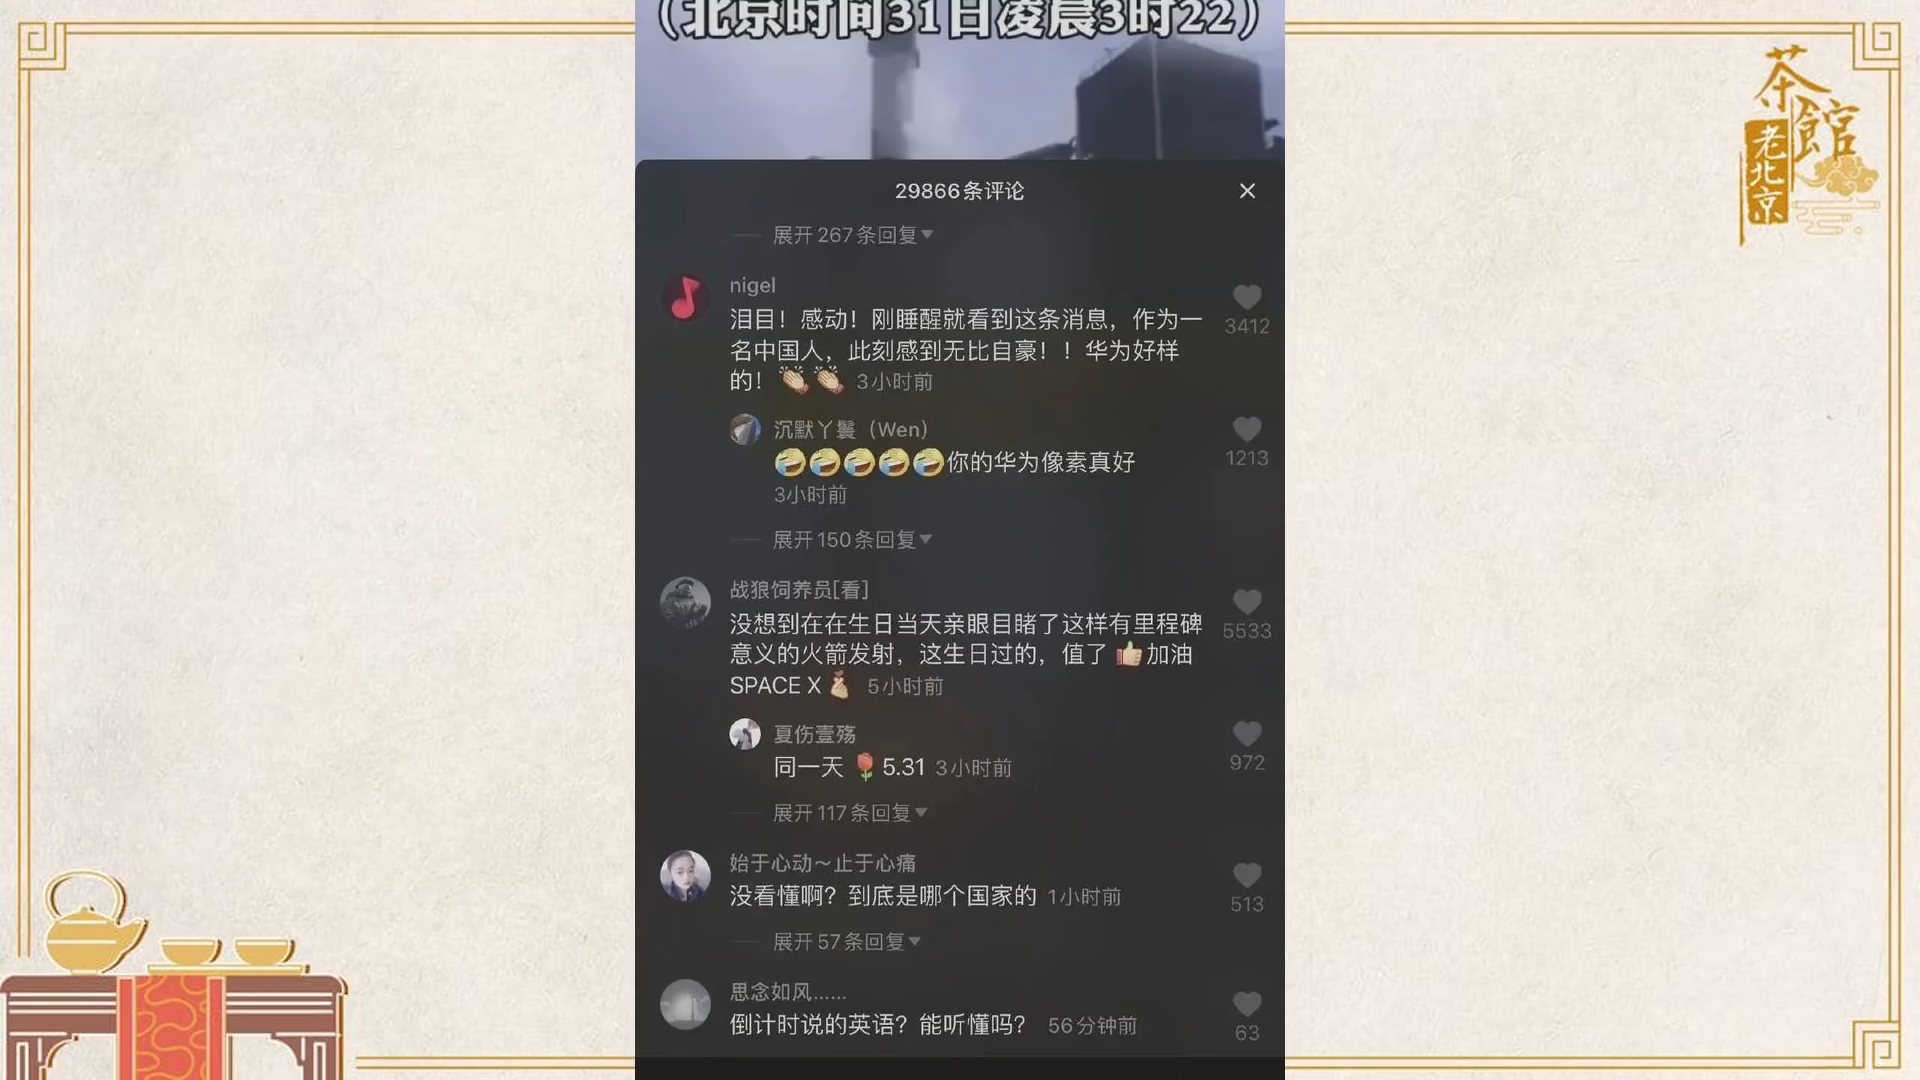 （北京时间31日凌晨3时22）
茶館
老北京
29866条评论
展开267条回复
nigel
泪目！感动！刚睡醒就看到这条消息，作为一
名中国人，此刻感到无比自豪！！华为好样
的！👏👏 3小时前
3412
沉默丫鬟（Wen）
🤣🤣🤣🤣🤣你的华为像素真好
3小时前
1213
展开150条回复
战狼饲养员[看]
没想到在在生日当天亲眼目睹了这样有里程碑
意义的火箭发射，这生日过的，值了👍加油
SPACE X 5小时前
5533
夏伤壹殇
同一天🌹5.31 3小时前
972
展开117条回复
始于心动～止于心痛
没看懂啊？到底是哪个国家的 1小时前
513
展开57条回复
思念如风......
倒计时说的英语？能听懂吗？ 56分钟前
63